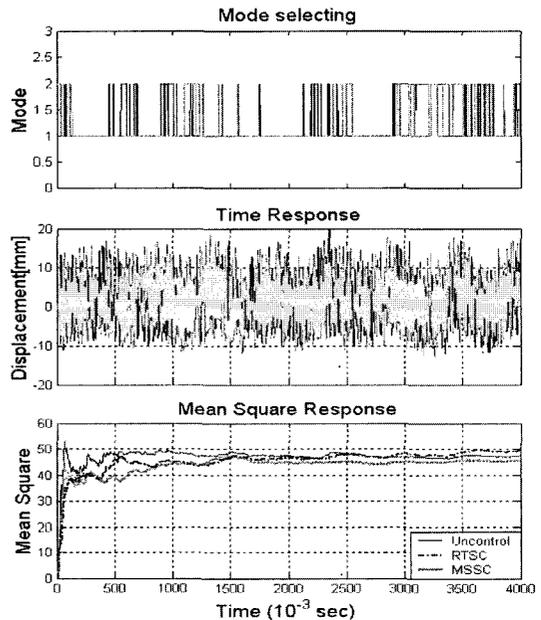 Mode selecting
3
2.5
2
1.5
1
0.5
0
Mode
Time Response
20
10
0
-10
-20
Displacement[mm]
Mean Square Response
60
50
40
30
20
10
0
Mean Square
Uncontrol
RTSC
MSSC
0 500 1000 1500 2000 2500 3000 3500 4000
Time (10⁻³ sec)